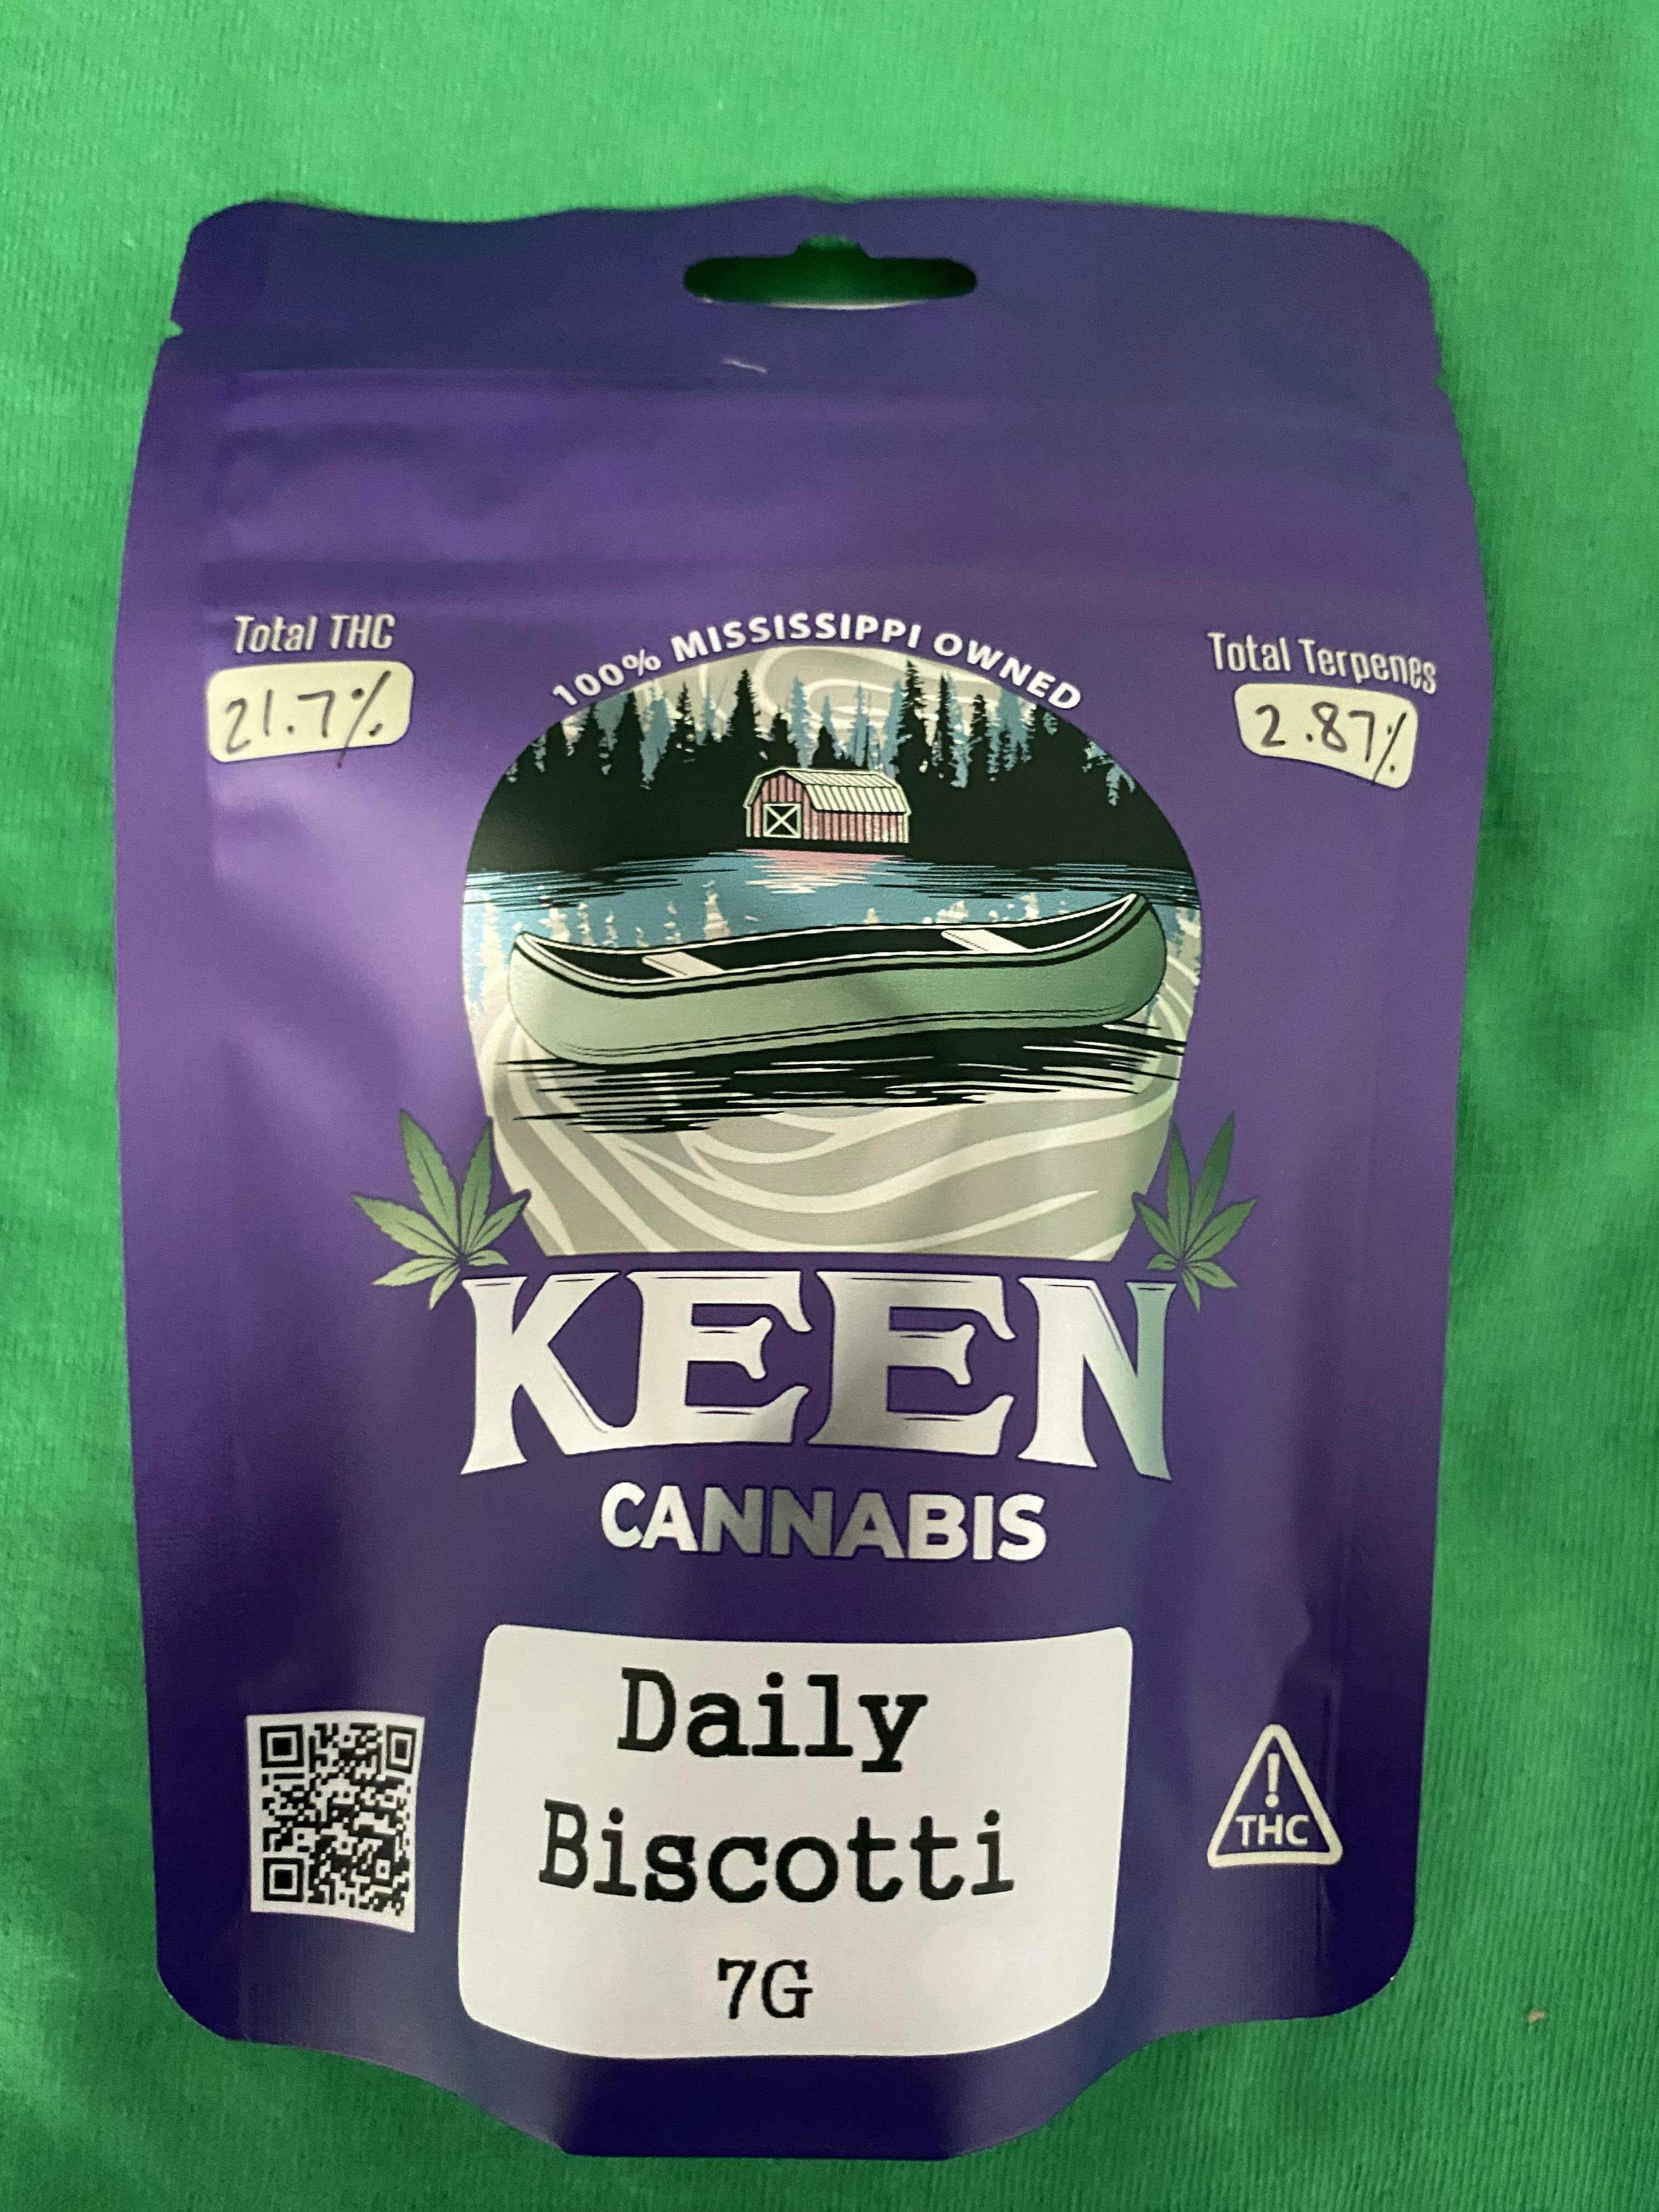 100% MISSISSIPPI OWNED
Total THC
21.7%
Total Terpenes
2.87%
KEEN
CANNABIS
Daily
Biscotti
7G
!
THC